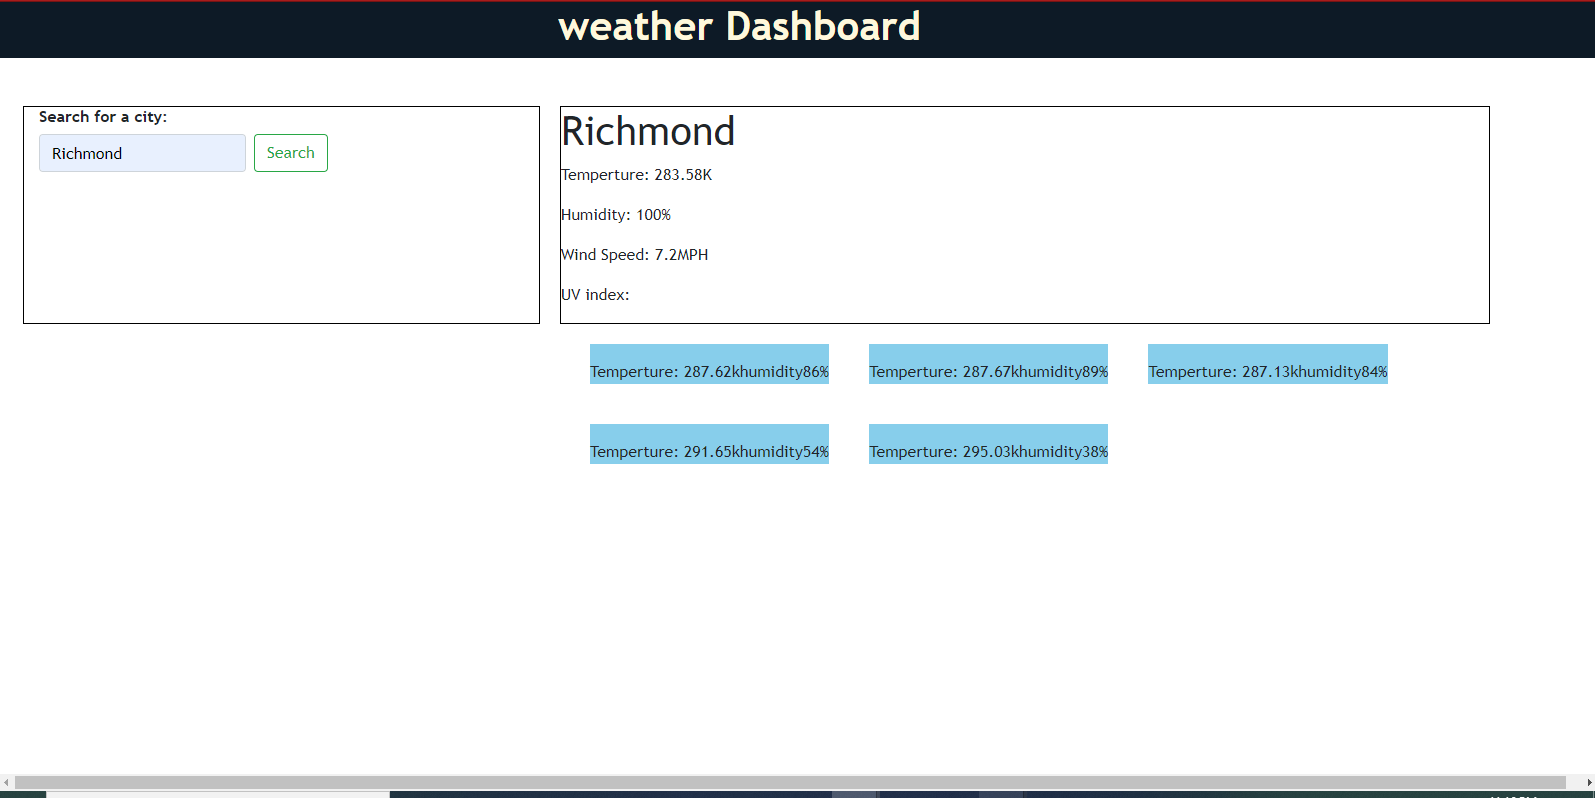 weather Dashboard
Search for a city:
Richmond
Search
Richmond
Temperture: 283.58K
Humidity: 100%
Wind Speed: 7.2MPH
UV index:
Temperture: 287.62khumidity86%
Temperture: 287.67khumidity89%
Temperture: 287.13khumidity84%
Temperture: 291.65khumidity54%
Temperture: 295.03khumidity38%